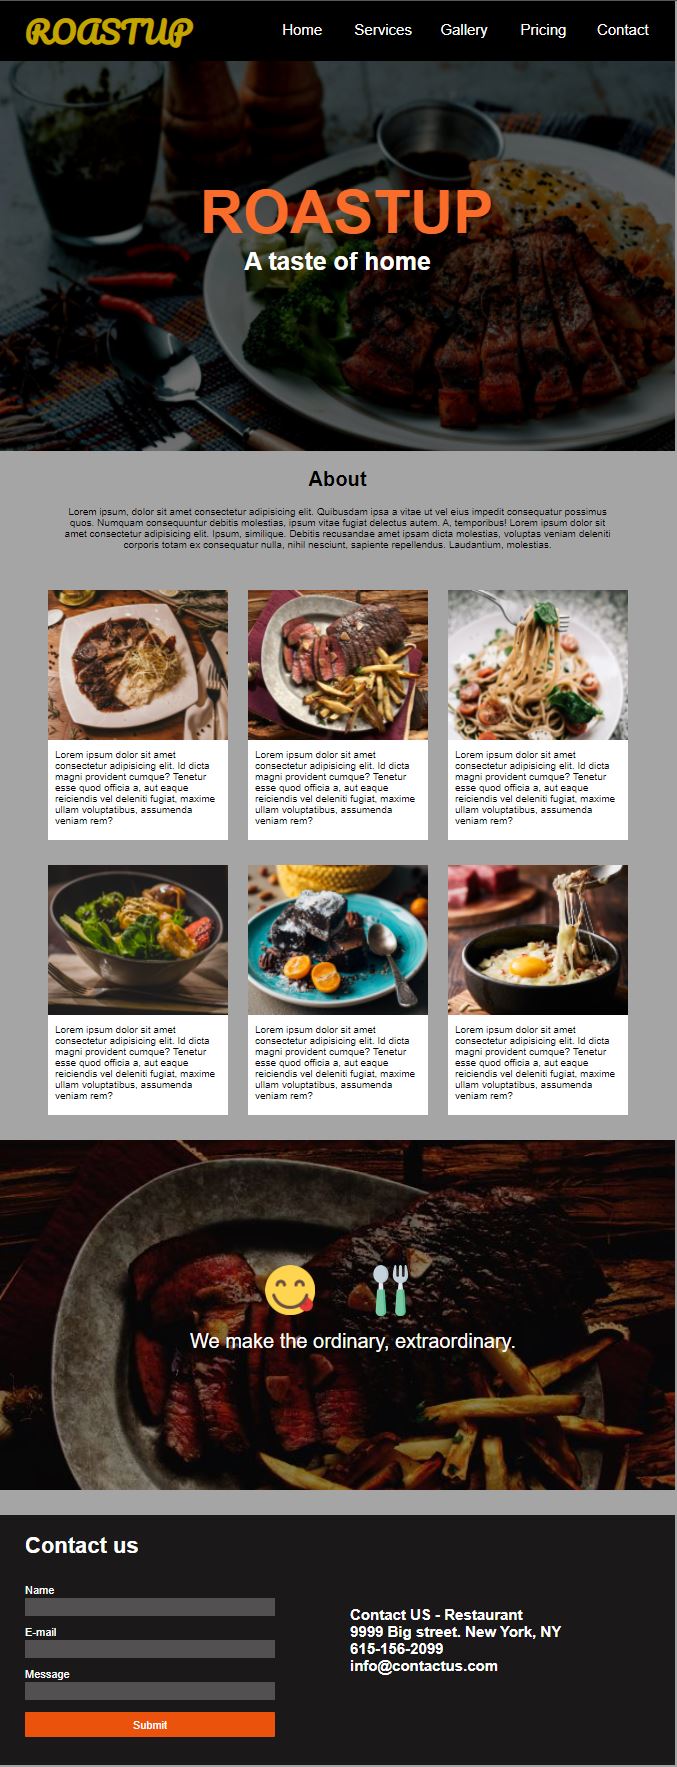 ROASTUP
Home Services Gallery Pricing Contact
ROASTUP
A taste of home
About
Lorem ipsum, dolor sit amet consectetur adipisicing elit. Quibusdam ipsa a vitae ut vel eius impedit consequatur possimus
quos. Numquam consequuntur debitis molestias, ipsum vitae fugiat delectus autem. A, temporibus! Lorem ipsum dolor sit
amet consectetur adipisicing elit. Ipsum, similique. Debitis recusandae amet ipsam dicta molestias, voluptas veniam deleniti
corporis totam ex consequatur nulla, nihil nesciunt, sapiente repellendus. Laudantium, molestias.
Lorem ipsum dolor sit amet
consectetur adipisicing elit. Id dicta
magni provident cumque? Tenetur
esse quod officia a, aut eaque
reiciendis vel deleniti fugiat, maxime
ullam voluptatibus, assumenda
veniam rem?
Lorem ipsum dolor sit amet
consectetur adipisicing elit. Id dicta
magni provident cumque? Tenetur
esse quod officia a, aut eaque
reiciendis vel deleniti fugiat, maxime
ullam voluptatibus, assumenda
veniam rem?
Lorem ipsum dolor sit amet
consectetur adipisicing elit. Id dicta
magni provident cumque? Tenetur
esse quod officia a, aut eaque
reiciendis vel deleniti fugiat, maxime
ullam voluptatibus, assumenda
veniam rem?
Lorem ipsum dolor sit amet
consectetur adipisicing elit. Id dicta
magni provident cumque? Tenetur
esse quod officia a, aut eaque
reiciendis vel deleniti fugiat, maxime
ullam voluptatibus, assumenda
veniam rem?
Lorem ipsum dolor sit amet
consectetur adipisicing elit. Id dicta
magni provident cumque? Tenetur
esse quod officia a, aut eaque
reiciendis vel deleniti fugiat, maxime
ullam voluptatibus, assumenda
veniam rem?
Lorem ipsum dolor sit amet
consectetur adipisicing elit. Id dicta
magni provident cumque? Tenetur
esse quod officia a, aut eaque
reiciendis vel deleniti fugiat, maxime
ullam voluptatibus, assumenda
veniam rem?
We make the ordinary, extraordinary.
Contact us
Name
E-mail
Message
Submit
Contact US - Restaurant
9999 Big street. New York, NY
615-156-2099
info@contactus.com